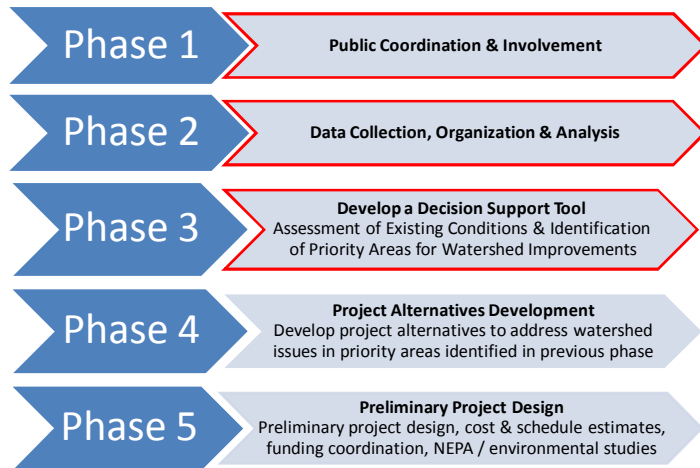 Phase 1
Public Coordination & Involvement
Phase 2
Data Collection, Organization & Analysis
Phase 3
Develop a Decision Support Tool
Assessment of Existing Conditions & Identification
of Priority Areas for Watershed Improvements
Phase 4
Project Alternatives Development
Develop project alternatives to address watershed
issues in priority areas identified in previous phase
Phase 5
Preliminary Project Design
Preliminary project design, cost & schedule estimates,
funding coordination, NEPA / environmental studies